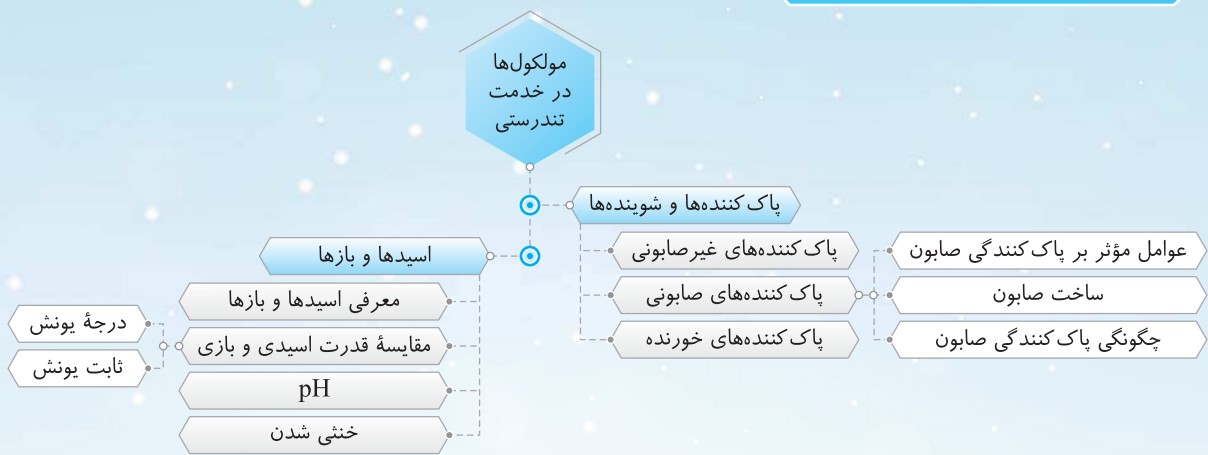 مولکول‌ها
در خدمت
تندرستی
پاک‌کننده‌ها و شوینده‌ها
پاک‌کننده‌های غیرصابونی
پاک‌کننده‌های صابونی
پاک‌کننده‌های خورنده
عوامل مؤثر بر پاک‌کنندگی صابون
ساخت صابون
چگونگی پاک‌کنندگی صابون
اسیدها و بازها
معرفی اسیدها و بازها
مقایسهٔ قدرت اسیدی و بازی
pH
خنثی شدن
درجهٔ یونش
ثابت یونش